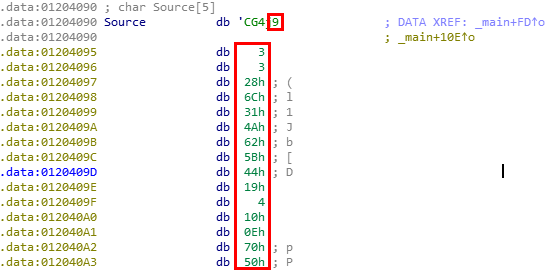 .data:01204090 ; char Source[5]
.data:01204090 Source db ; DATA XREF: _main+FD↑o
.data:01204090 ; _main+10E↑o
.data:01204095 db 3
.data:01204096 db 3
.data:01204097 db 28h ; (
.data:01204098 db 6Ch ; l
.data:01204099 db 31h ; 1
.data:0120409A db 4Ah ; J
.data:0120409B db 62h ; b
.data:0120409C db 5Bh ; [
.data:0120409D db 44h ; D
.data:0120409E db 19h
.data:0120409F db 4
.data:012040A0 db 10h
.data:012040A1 db 0Eh
.data:012040A2 db 70h ; p
.data:012040A3 db 50h ; P